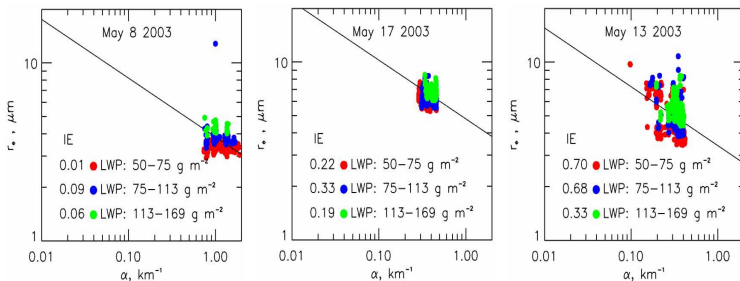 May 8 2003
10
1
rₑ , μm
IE
0.01 LWP: 50–75 g m⁻²
0.09 LWP: 75–113 g m⁻²
0.06 LWP: 113–169 g m⁻²
0.01 0.10 1.00
α, km⁻¹
May 17 2003
10
1
IE
0.22 LWP: 50–75 g m⁻²
0.33 LWP: 75–113 g m⁻²
0.19 LWP: 113–169 g m⁻²
0.01 0.10 1.00
α, km⁻¹
May 13 2003
10
1
rₑ , μm
IE
0.70 LWP: 50–75 g m⁻²
0.68 LWP: 75–113 g m⁻²
0.33 LWP: 113–169 g m⁻²
0.01 0.10 1.00
α, km⁻¹